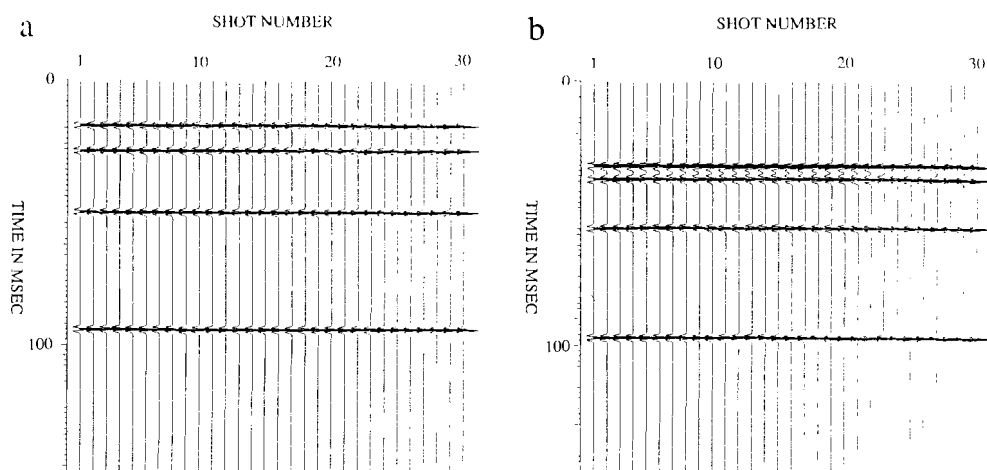 a
SHOT NUMBER
1 10 20 30
0
100
TIME IN MSEC
b
SHOT NUMBER
1 10 20 30
0
100
TIME IN MSEC